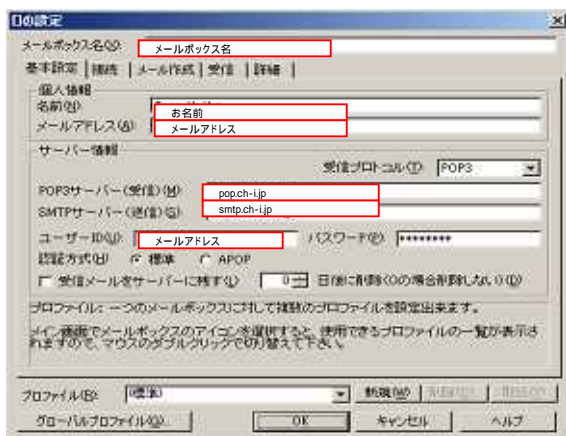 口の設定
メールボックス名(X): メールボックス名
基本設定 接続 メール作成 受信 詳細
個人情報
名前(N) お名前
メールアドレス(A) メールアドレス
サーバー情報
受信プロトコル(T) POP3
POP3サーバー(受信)(M) pop.ch-i.jp
SMTPサーバー(送信)(S) smtp.ch-i.jp
ユーザーID(U) メールアドレス パスワード(P) ********
認証方式(H) 標準 APOP
受信メールをサーバーに残す(L) 0 日後に削除(0の場合削除しない)(D)
プロファイル: 一つのメールボックスに対して複数のプロファイルを設定出来ます。
メイン画面でメールボックスのアイコンを選択すると、使用できるプロファイルの一覧が表示さ
れますので、マウスのダブルクリックで切り替えて下さい。
プロファイル(B): (標準) 新規(W) 削除
グローバルプロファイル(G)... OK キャンセル ヘルプ